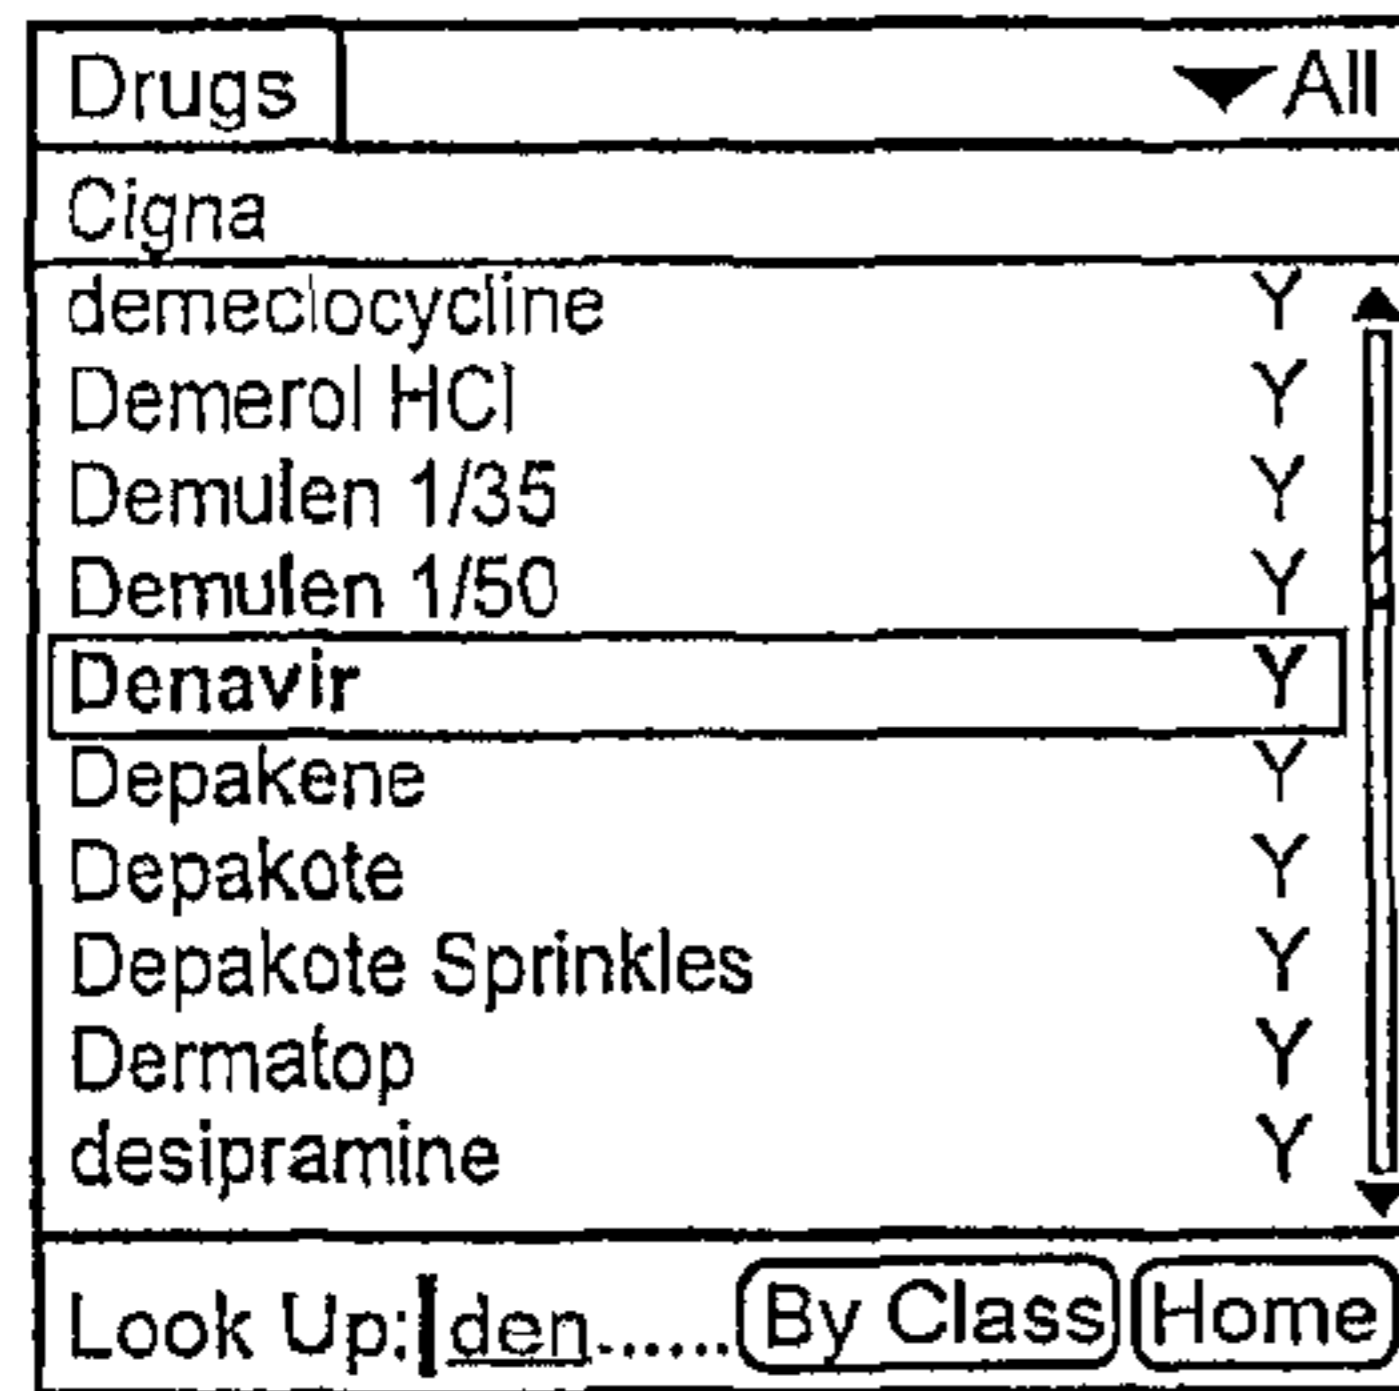 Drugs All
Cigna
demeclocycline Y
Demerol HCl Y
Demulen 1/35 Y
Demulen 1/50 Y
Denavir Y
Depakene Y
Depakote Y
Depakote Sprinkles Y
Dermatop Y
desipramine Y
Look Up: den...... By Class Home